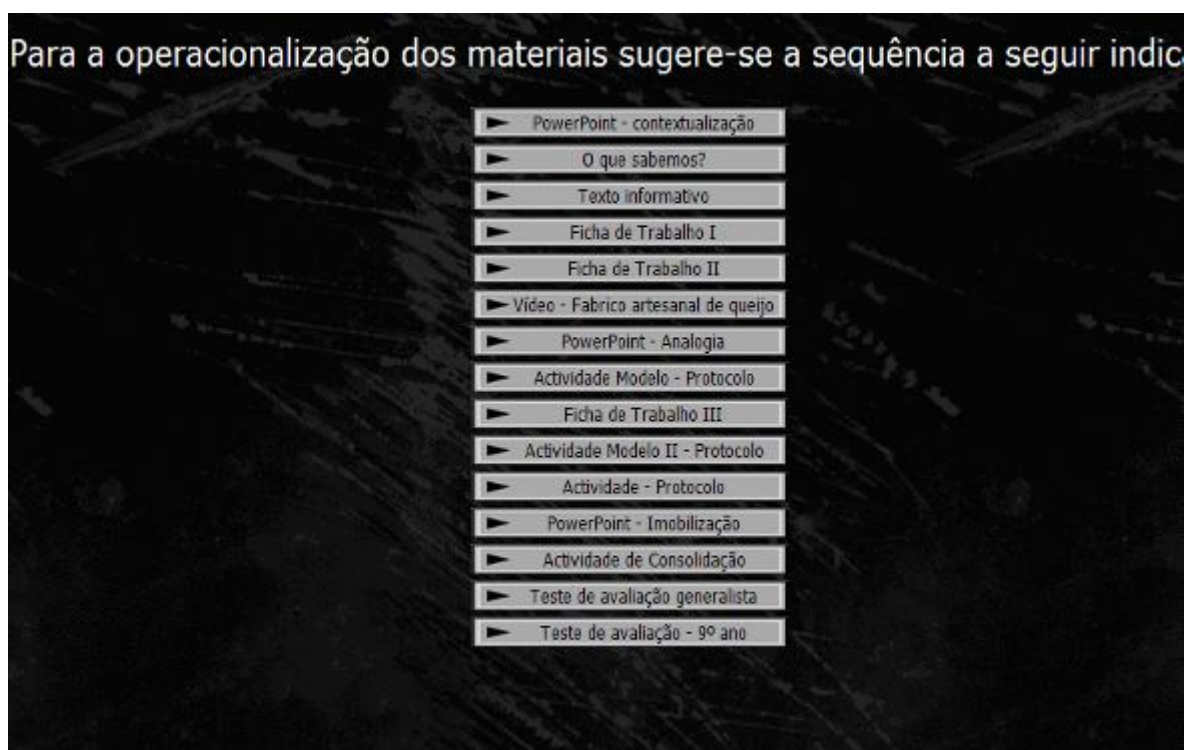 Para a operacionalização dos materiais sugere-se a sequência a seguir indic
PowerPoint - contextualização
O que sabemos?
Texto informativo
Ficha de Trabalho I
Ficha de Trabalho II
Vídeo - Fabrico artesanal de queijo
PowerPoint - Analogia
Actividade Modelo - Protocolo
Ficha de Trabalho III
Actividade Modelo II - Protocolo
Actividade - Protocolo
PowerPoint - Imobilização
Actividade de Consolidação
Teste de avaliação generalista
Teste de avaliação - 9º ano